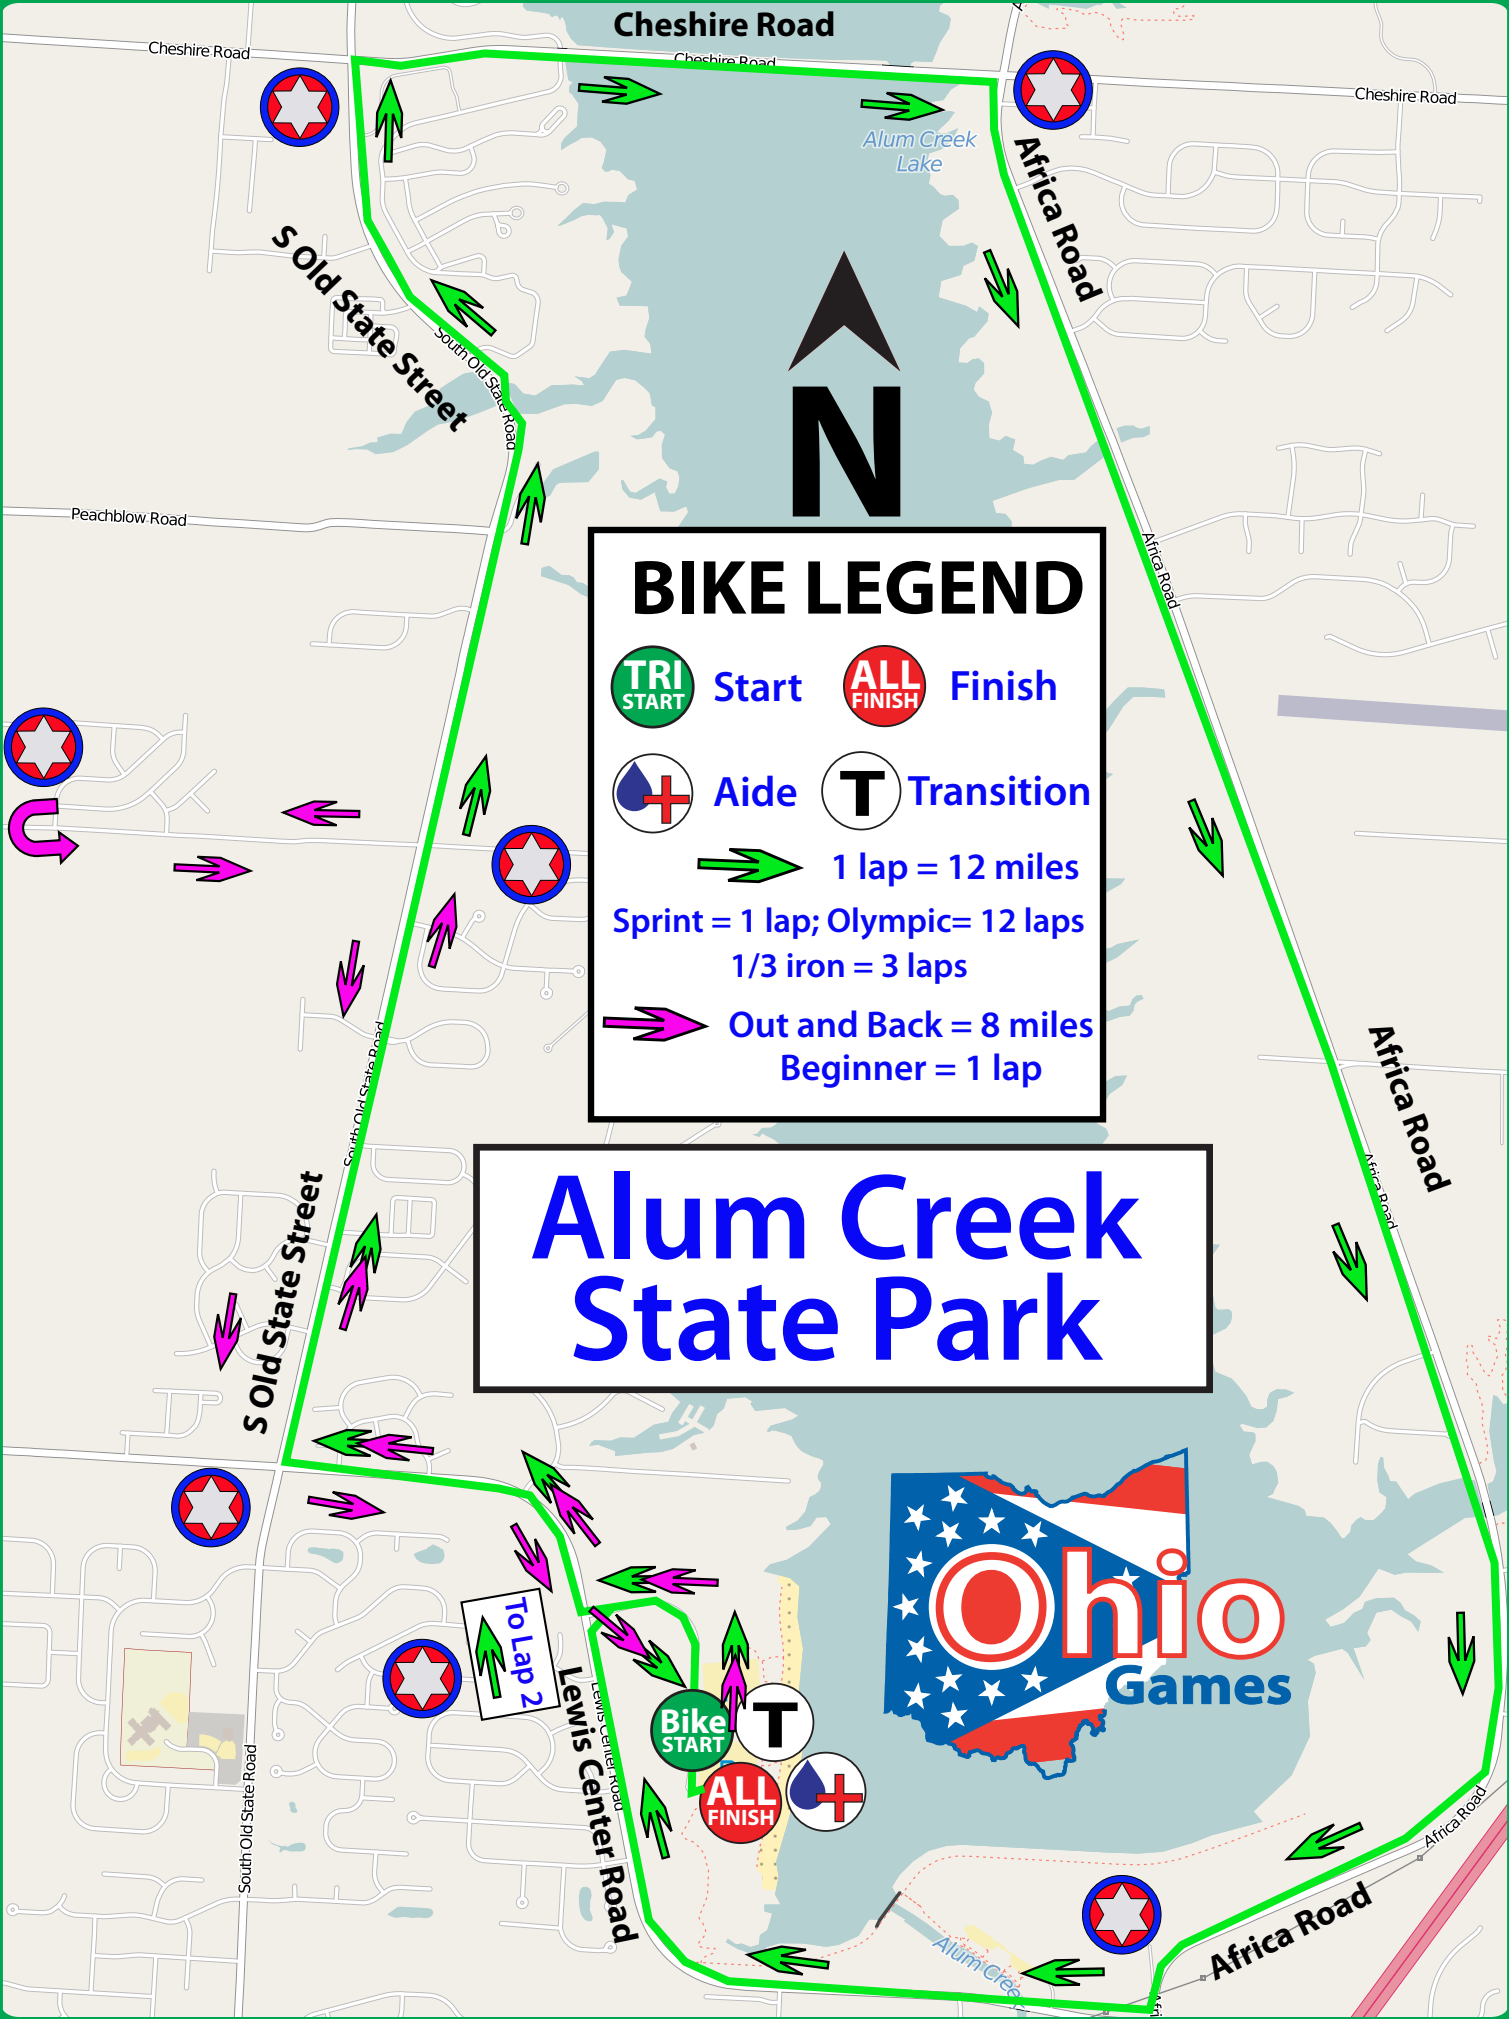 Cheshire Road
Cheshire Road
Cheshire Road
Cheshire Road
Alum Creek
Lake
Africa Road
S Old State Street
South Old State Road
N
Peachblow Road
Africa Road
BIKE LEGEND
TRI
START
Start
ALL
FINISH
Finish
Aide
T
Transition
1 lap = 12 miles
Sprint = 1 lap; Olympic= 12 laps
1/3 iron = 3 laps
Out and Back = 8 miles
Beginner = 1 lap
South Old State Road
Africa Road
Africa Road
S Old State Street
Alum Creek
State Park
Ohio
Games
To Lap 2
Lewis Center Road
Lewis Center Road
Bike
START
T
ALL
FINISH
South Old State Road
Africa Road
Africa Road
Alum Creek
Afri